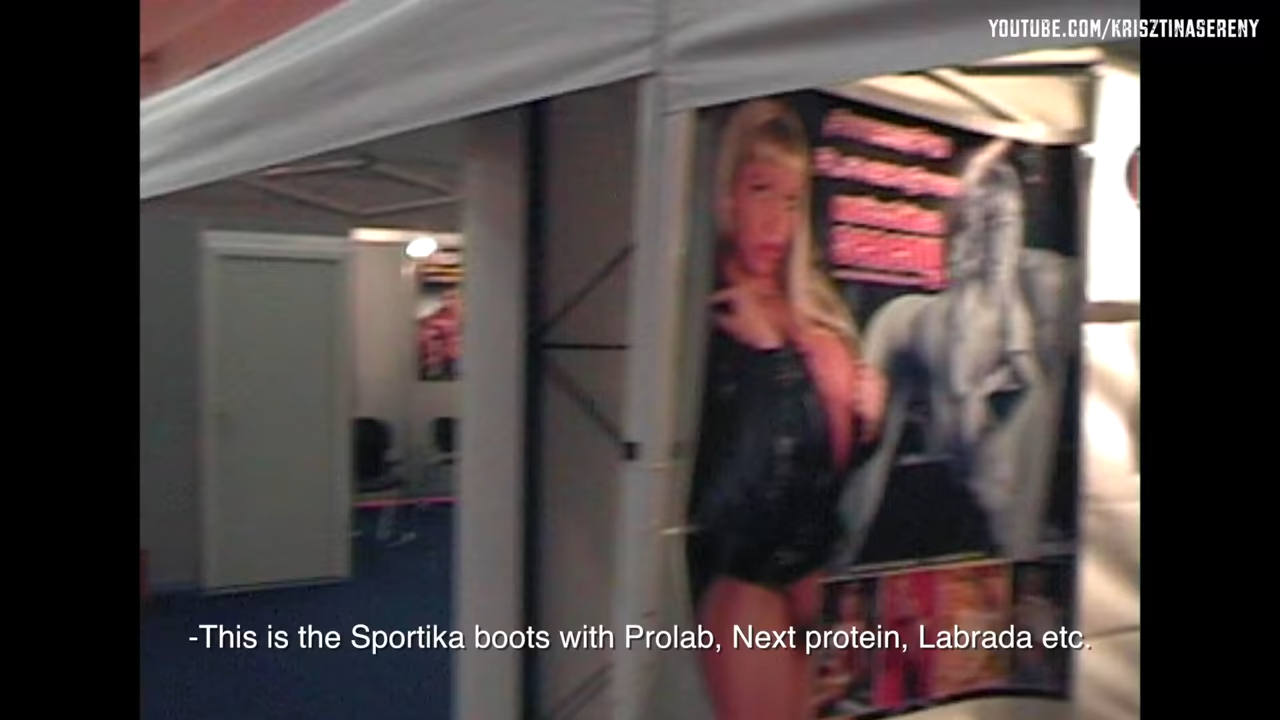 YOUTUBE.COM/KRISZTINASERENY
-This is the Sportika boots with Prolab, Next protein, Labrada etc.